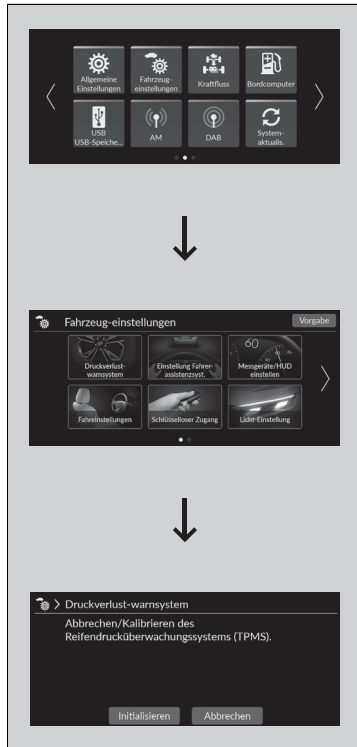 Allgemeine
Einstellungen
Fahrzeug-
einstellungen
Kraftfluss
Bordcomputer
USB
USB-Speiche...
AM
DAB
System-
aktualis.
Fahrzeug-einstellungen
Vorgabe
Druckverlust-
warnsystem
Einstellung Fahrer-
assistenzsyst.
60
Messgeräte/HUD
einstellen
Fahreinstellungen
Schlüsselloser Zugang
Licht-Einstellung
Druckverlust-warnsystem
Abbrechen/Kalibrieren des
Reifendrucküberwachungssystems (TPMS).
Initialisieren
Abbrechen